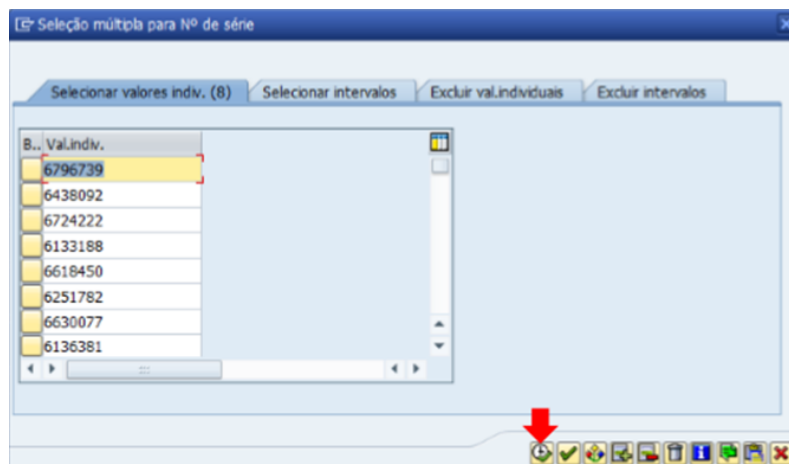 Seleção múltipla para Nº de série
Selecionar valores indiv. (8) Selecionar intervalos Excluir val.individuais Excluir intervalos
B.. Val.indiv.
6796739
6438092
6724222
6133188
6618450
6251782
6630077
6136381